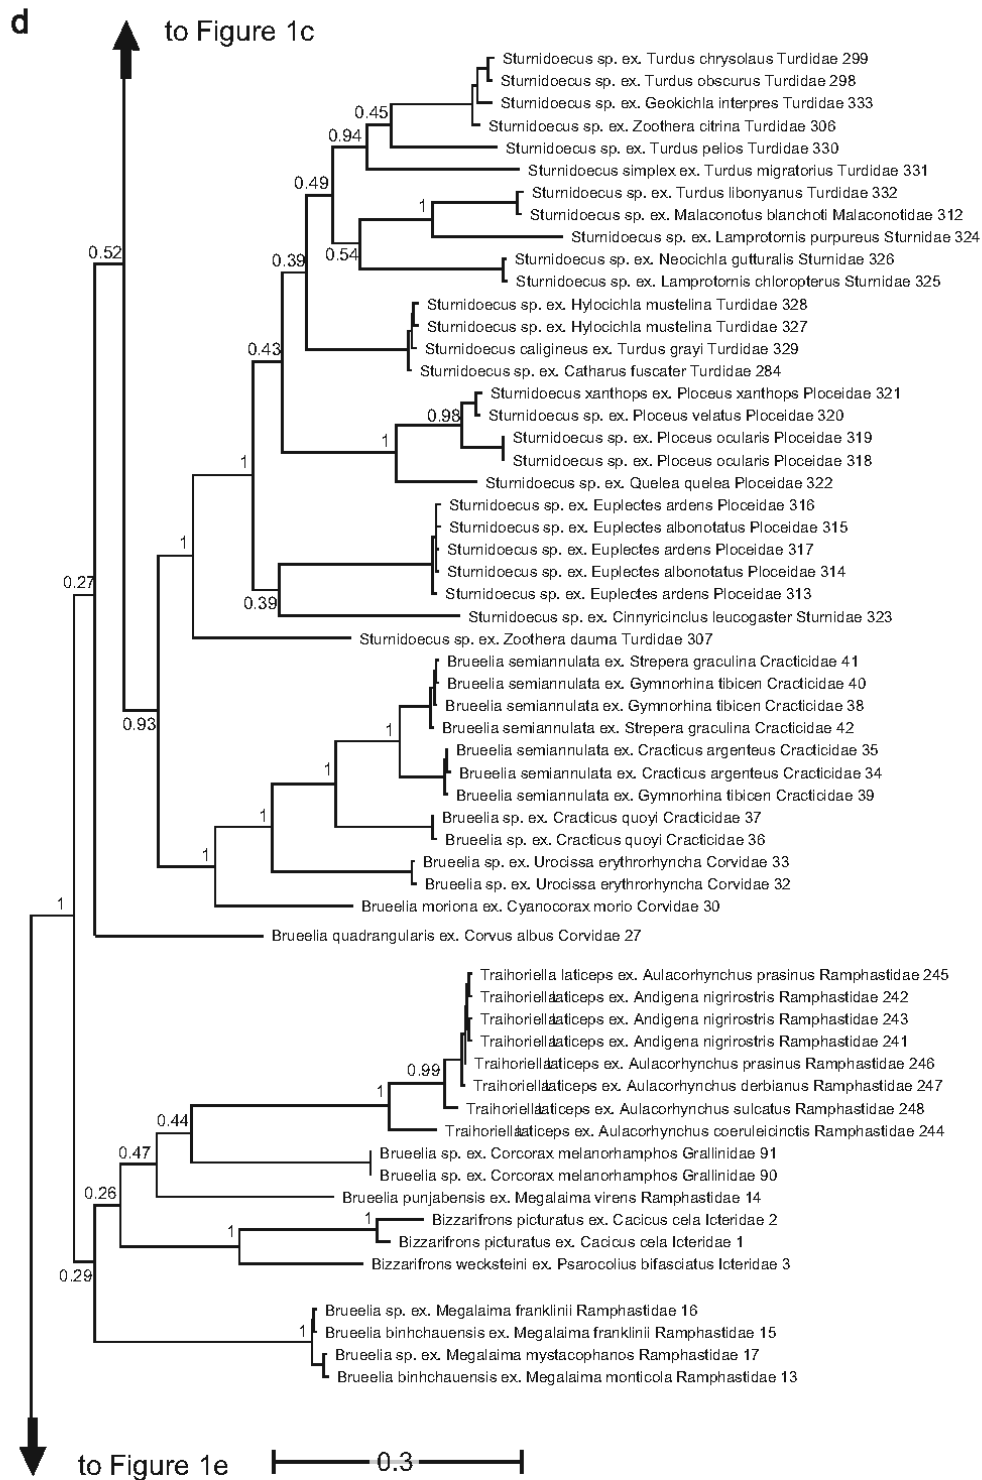 d
to Figure 1c
Sturnidoecus sp. ex. Turdus chrysolaus Turdidae 299
Sturnidoecus sp. ex. Turdus obscurus Turdidae 298
Sturnidoecus sp. ex. Geokichla interpres Turdidae 333
0.45
Sturnidoecus sp. ex. Zoothera citrina Turdidae 306
0.94
Sturnidoecus sp. ex. Turdus pelios Turdidae 330
Sturnidoecus simplex ex. Turdus migratorius Turdidae 331
0.49
Sturnidoecus sp. ex. Turdus libonyanus Turdidae 332
1
Sturnidoecus sp. ex. Malaconotus blanchoti Malaconotidae 312
Sturnidoecus sp. ex. Lamprotornis purpureus Sturnidae 324
0.52
0.54
0.39
Sturnidoecus sp. ex. Neocichla gutturalis Sturnidae 326
Sturnidoecus sp. ex. Lamprotornis chloropterus Sturnidae 325
Sturnidoecus sp. ex. Hylocichla mustelina Turdidae 328
Sturnidoecus sp. ex. Hylocichla mustelina Turdidae 327
0.43
Sturnidoecus caligineus ex. Turdus grayi Turdidae 329
Sturnidoecus sp. ex. Catharus fuscater Turdidae 284
Sturnidoecus xanthops ex. Ploceus xanthops Ploceidae 321
0.98
Sturnidoecus sp. ex. Ploceus velatus Ploceidae 320
1
Sturnidoecus sp. ex. Ploceus ocularis Ploceidae 319
1
Sturnidoecus sp. ex. Ploceus ocularis Ploceidae 318
Sturnidoecus sp. ex. Quelea quelea Ploceidae 322
Sturnidoecus sp. ex. Euplectes ardens Ploceidae 316
Sturnidoecus sp. ex. Euplectes albonotatus Ploceidae 315
1
Sturnidoecus sp. ex. Euplectes ardens Ploceidae 317
Sturnidoecus sp. ex. Euplectes albonotatus Ploceidae 314
0.27
Sturnidoecus sp. ex. Euplectes ardens Ploceidae 313
0.39
Sturnidoecus sp. ex. Cinnyricinclus leucogaster Sturnidae 323
Sturnidoecus sp. ex. Zoothera dauma Turdidae 307
Brueelia semiannulata ex. Strepera graculina Cracticidae 41
Brueelia semiannulata ex. Gymnorhina tibicen Cracticidae 40
Brueelia semiannulata ex. Gymnorhina tibicen Cracticidae 38
0.93
1
Brueelia semiannulata ex. Strepera graculina Cracticidae 42
Brueelia semiannulata ex. Cracticus argenteus Cracticidae 35
1
Brueelia semiannulata ex. Cracticus argenteus Cracticidae 34
Brueelia semiannulata ex. Gymnorhina tibicen Cracticidae 39
1
Brueelia sp. ex. Cracticus quoyi Cracticidae 37
Brueelia sp. ex. Cracticus quoyi Cracticidae 36
1
Brueelia sp. ex. Urocissa erythrorhyncha Corvidae 33
Brueelia sp. ex. Urocissa erythrorhyncha Corvidae 32
1
Brueelia moriona ex. Cyanocorax morio Corvidae 30
Brueelia quadrangularis ex. Corvus albus Corvidae 27
Traihoriella laticeps ex. Aulacorhynchus prasinus Ramphastidae 245
Traihoriella laticeps ex. Andigena nigrirostris Ramphastidae 242
Traihoriella laticeps ex. Andigena nigrirostris Ramphastidae 243
Traihoriella laticeps ex. Andigena nigrirostris Ramphastidae 241
0.99
Traihoriella laticeps ex. Aulacorhynchus prasinus Ramphastidae 246
1
Traihoriella laticeps ex. Aulacorhynchus derbianus Ramphastidae 247
Traihoriella laticeps ex. Aulacorhynchus sulcatus Ramphastidae 248
0.44
Traihoriella laticeps ex. Aulacorhynchus coeruleicinctis Ramphastidae 244
0.47
Brueelia sp. ex. Corcorax melanorhamphos Grallinidae 91
Brueelia sp. ex. Corcorax melanorhamphos Grallinidae 90
0.26
Brueelia punjabensis ex. Megalaima virens Ramphastidae 14
1
Bizzarifrons picturatus ex. Cacicus cela Icteridae 2
1
Bizzarifrons picturatus ex. Cacicus cela Icteridae 1
Bizzarifrons wecksteini ex. Psarocolius bifasciatus Icteridae 3
0.29
Brueelia sp. ex. Megalaima franklinii Ramphastidae 16
1
Brueelia binhchauensis ex. Megalaima franklinii Ramphastidae 15
Brueelia sp. ex. Megalaima mystacophanos Ramphastidae 17
Brueelia binhchauensis ex. Megalaima monticola Ramphastidae 13
to Figure 1e
0.3